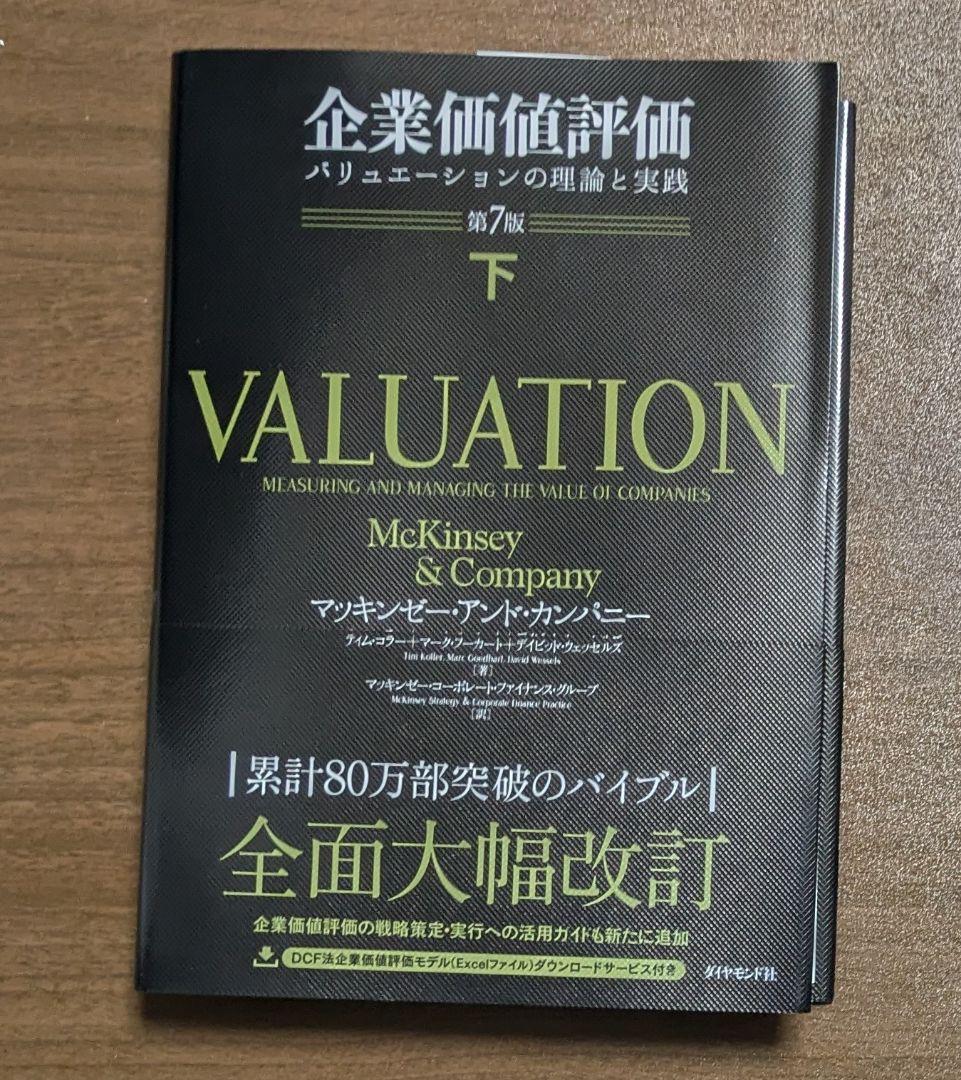 企業価値評価
バリュエーションの理論と実践
第7版
下
VALUATION
MEASURING AND MANAGING THE VALUE OF COMPANIES
McKinsey
& Company
マッキンゼー・アンド・カンパニー
ティム・コラー+マーク・フーカート+デイビッド・ウェッセルズ
Tim Koller, Marc Goedhart, David Wessels
[著]
マッキンゼー・コーポレート・ファイナンス・グループ
McKinsey Strategy & Corporate Finance Practice
[訳]
累計80万部突破のバイブル
全面大幅改訂
企業価値評価の戦略策定・実行への活用ガイドも新たに追加
DCF法企業価値評価モデル(Excelファイル)ダウンロードサービス付き
ダイヤモンド社